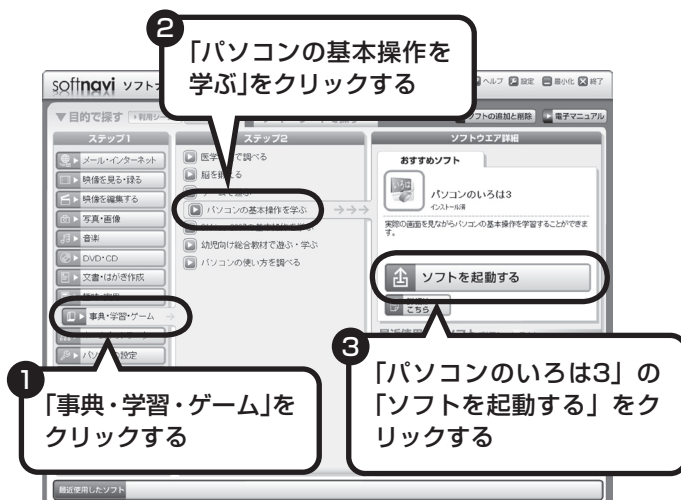 ❷
「パソコンの基本操作を
学ぶ」をクリックする
softnavi ソフトナ
ヘルプ 設定 最小化 終了
▼目的で探す
ソフトの追加と削除 電子マニュアル
ステップ1
メール・インターネット
映像を見る・録る
映像を編集する
写真・画像
音楽
DVD・CD
文書・はがき作成
事典・学習・ゲーム
設定
ステップ2
医学
で調べる
脳を
える
パソコンの基本操作を学ぶ
幼児向け総合教材で遊ぶ・学ぶ
パソコンの使い方を調べる
ソフトウエア詳細
おすすめソフト
いろは
パソコンのいろは3
インストール済
実際の画面を見ながらパソコンの基本操作を学習することができま
す。
ソフトを起動する
こちら
❶
「事典・学習・ゲーム」を
クリックする
❸
「パソコンのいろは3」の
「ソフトを起動する」をク
リックする
最近使用したソフト